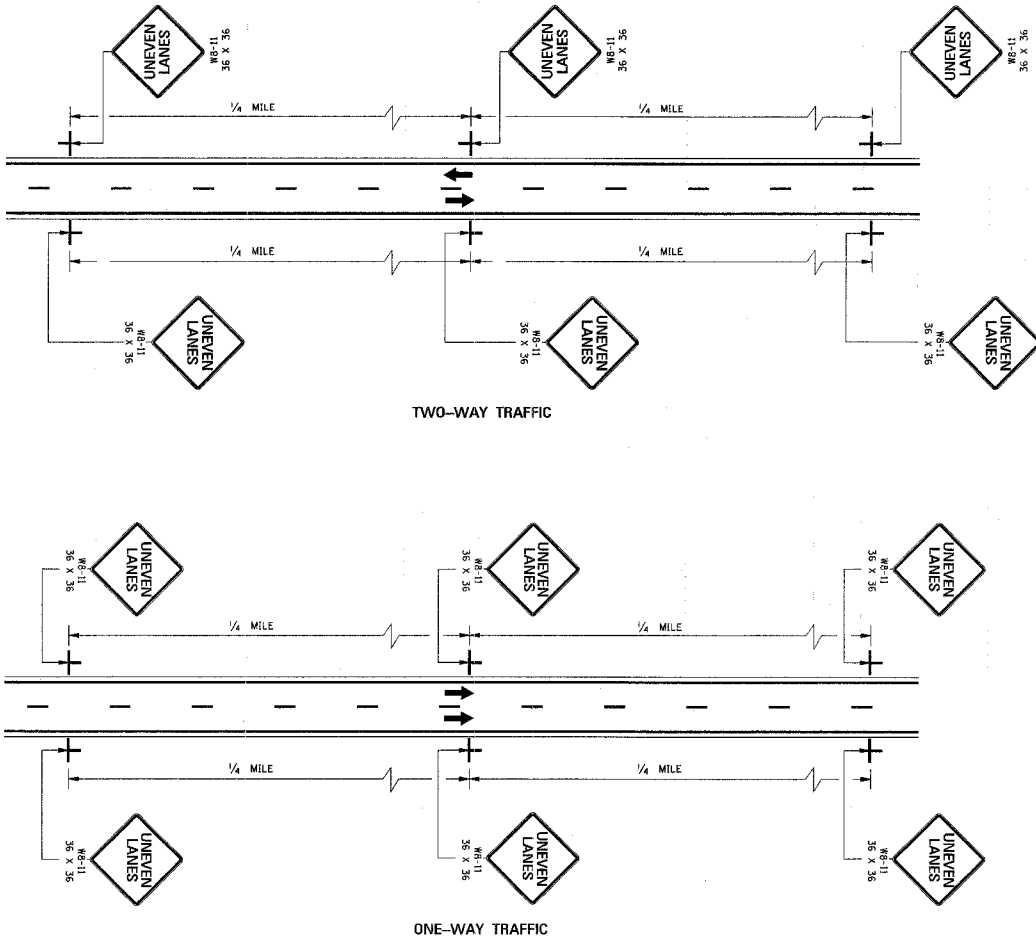 UNEVEN
LANES
W8-11
36 X 36
UNEVEN
LANES
W8-11
36 X 36
UNEVEN
LANES
W8-11
36 X 36
1/4 MILE
1/4 MILE
1/4 MILE
1/4 MILE
W8-11
36 X 36
UNEVEN
LANES
W8-11
36 X 36
UNEVEN
LANES
W8-11
36 X 36
UNEVEN
LANES
TWO-WAY TRAFFIC
W8-11
36 X 36
UNEVEN
LANES
W8-11
36 X 36
UNEVEN
LANES
W8-11
36 X 36
UNEVEN
LANES
1/4 MILE
1/4 MILE
1/4 MILE
1/4 MILE
W8-11
36 X 36
UNEVEN
LANES
W8-11
36 X 36
UNEVEN
LANES
W8-11
36 X 36
UNEVEN
LANES
ONE-WAY TRAFFIC